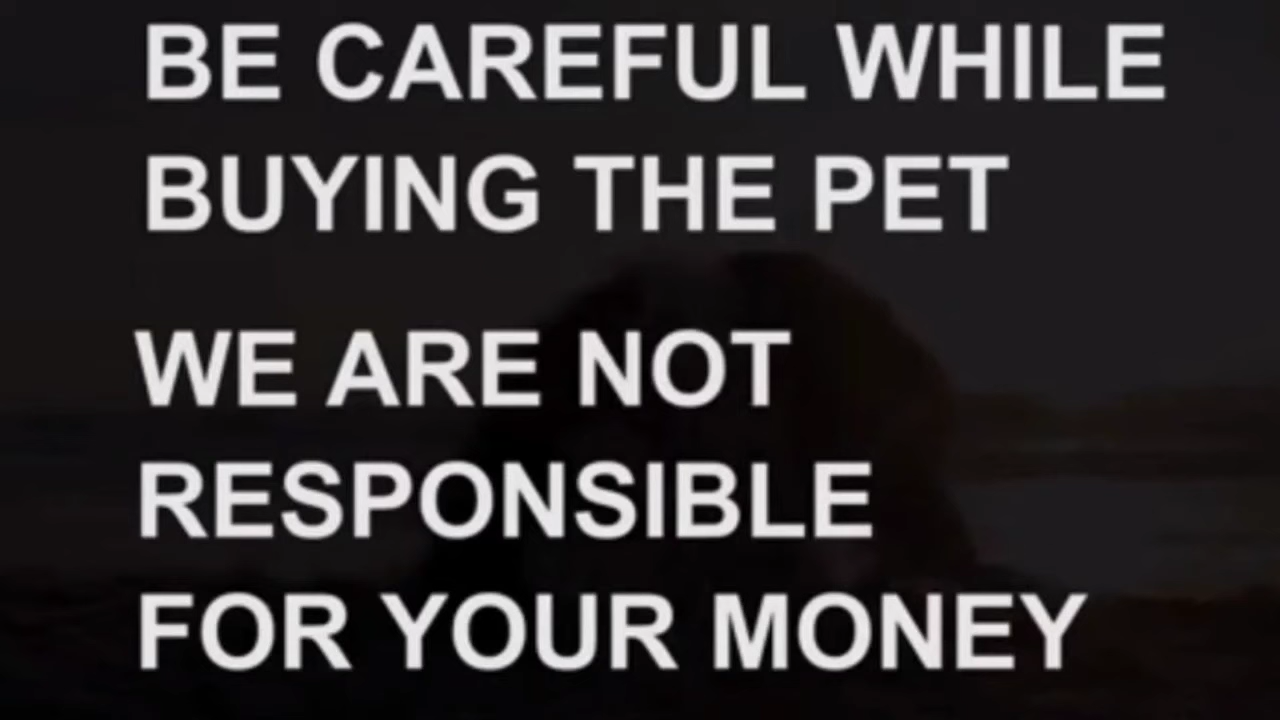 BE CAREFUL WHILE
BUYING THE PET
WE ARE NOT
RESPONSIBLE
FOR YOUR MONEY